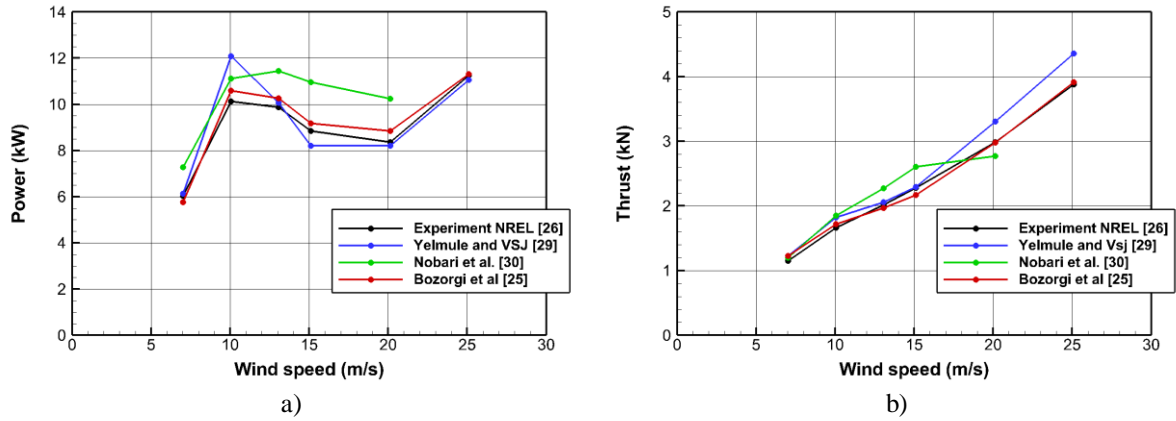 14
12
10
8
6
4
2
0
Power (kW)
0 5 10 15 20 25 30
Wind speed (m/s)
Experiment NREL [26]
Yelmule and VSJ [29]
Nobari et al. [30]
Bozorgi et al [25]
a)
5
4
3
2
1
0
Thrust (kN)
0 5 10 15 20 25 30
Wind speed (m/s)
Experiment NREL [26]
Yelmule and Vsj [29]
Nobari et al. [30]
Bozorgi et al [25]
b)